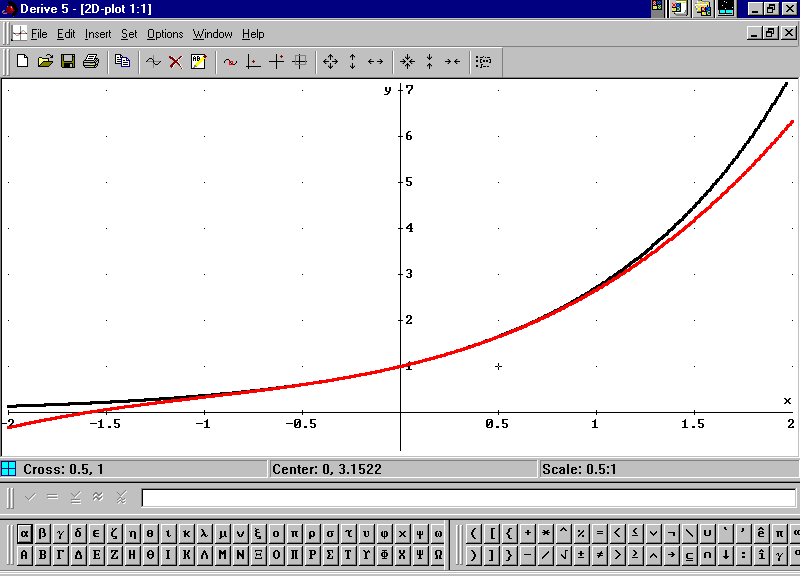 Derive 5 - [2D-plot 1:1]
File Edit Insert Set Options Window Help
y 7
6
5
4
3
2
1
x
-2 -1.5 -1 -0.5 0.5 1 1.5 2
Cross: 0.5, 1 Center: 0, 3.1522 Scale: 0.5:1
α β γ δ ε ζ η θ ι κ λ μ ν ξ ο π ρ σ τ υ φ χ ψ ω ( [ { + * ^ % = < ≤ ∨ ¬ \ ∪ ` ' ê π
Α Β Γ Δ Ε Ζ Η Θ Ι Κ Λ Μ Ν Ξ Ο Π Ρ Σ Τ Υ Φ Χ Ψ Ω ) ] } - / √ ± ≠ > ≥ ∧ → ⊆ ∩ ↓ : î γ